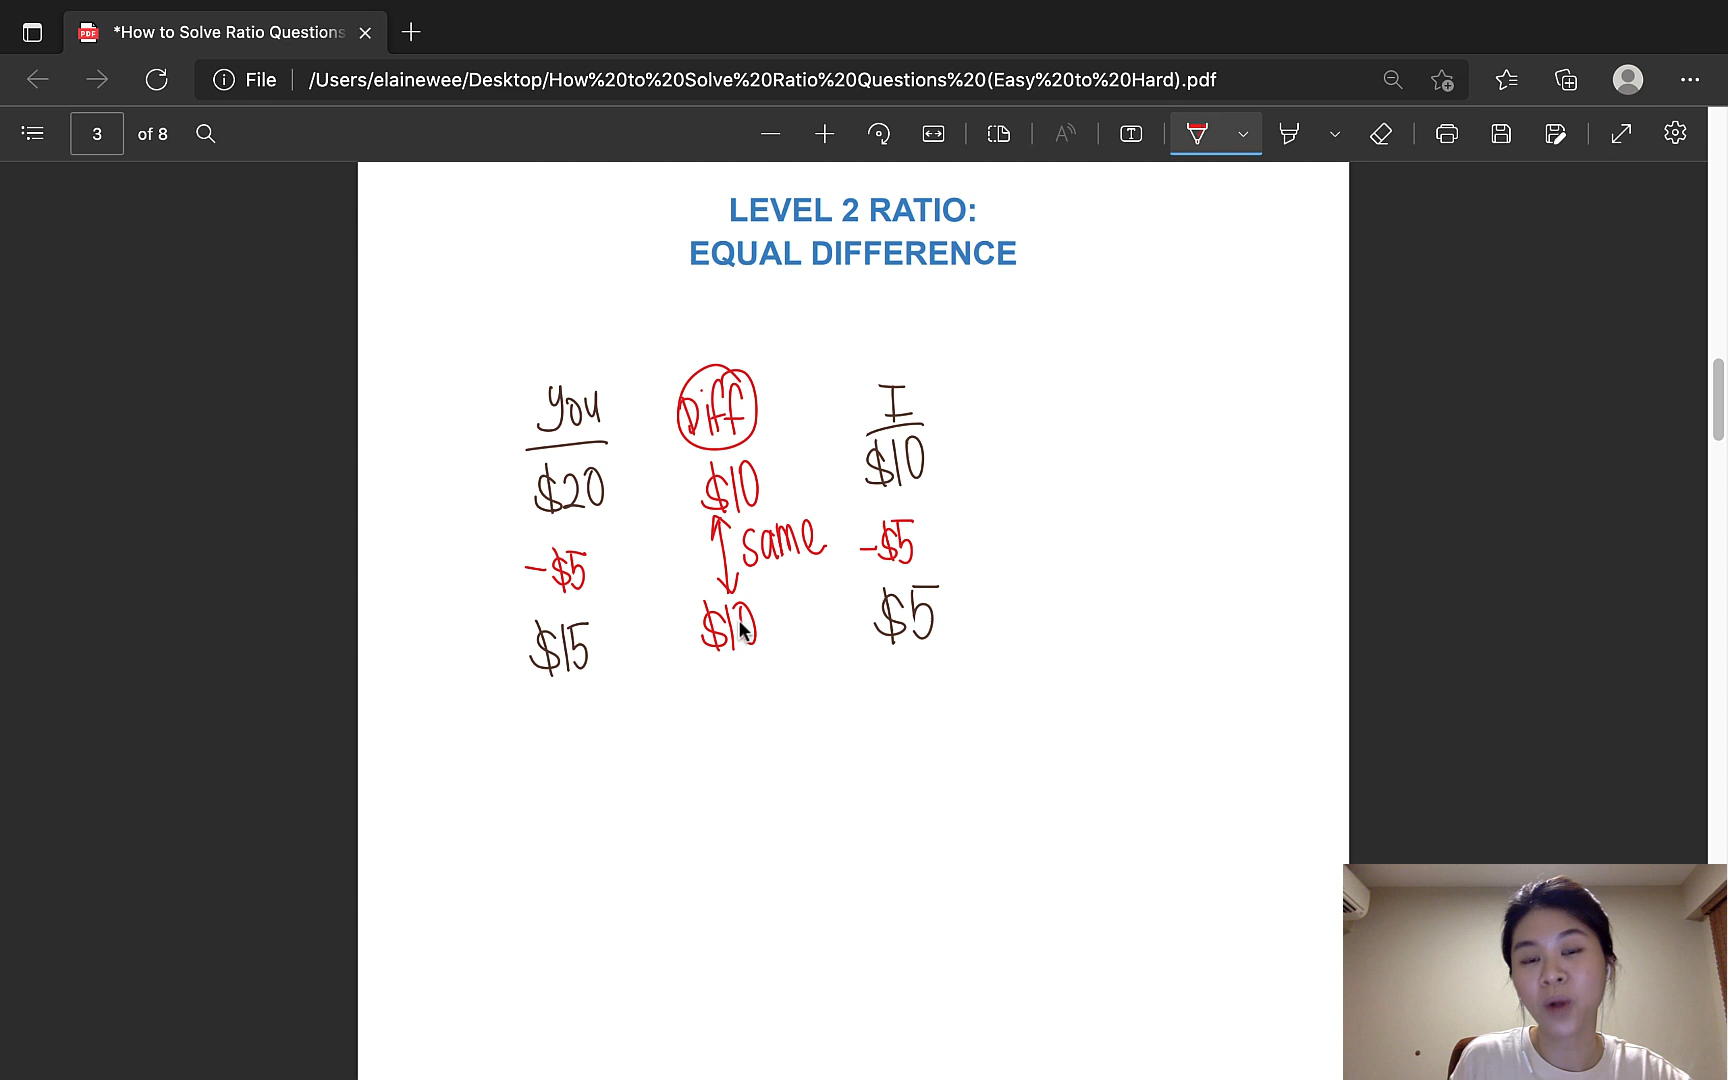 *How to Solve Ratio Questions
File
/Users/elainewee/Desktop/How%20to%20Solve%20Ratio%20Questions%20(Easy%20to%20Hard).pdf
3 of 8
LEVEL 2 RATIO:
EQUAL DIFFERENCE
You Diff I
$20 $10 $10
same
-$5 -$5
$15 $10 $5